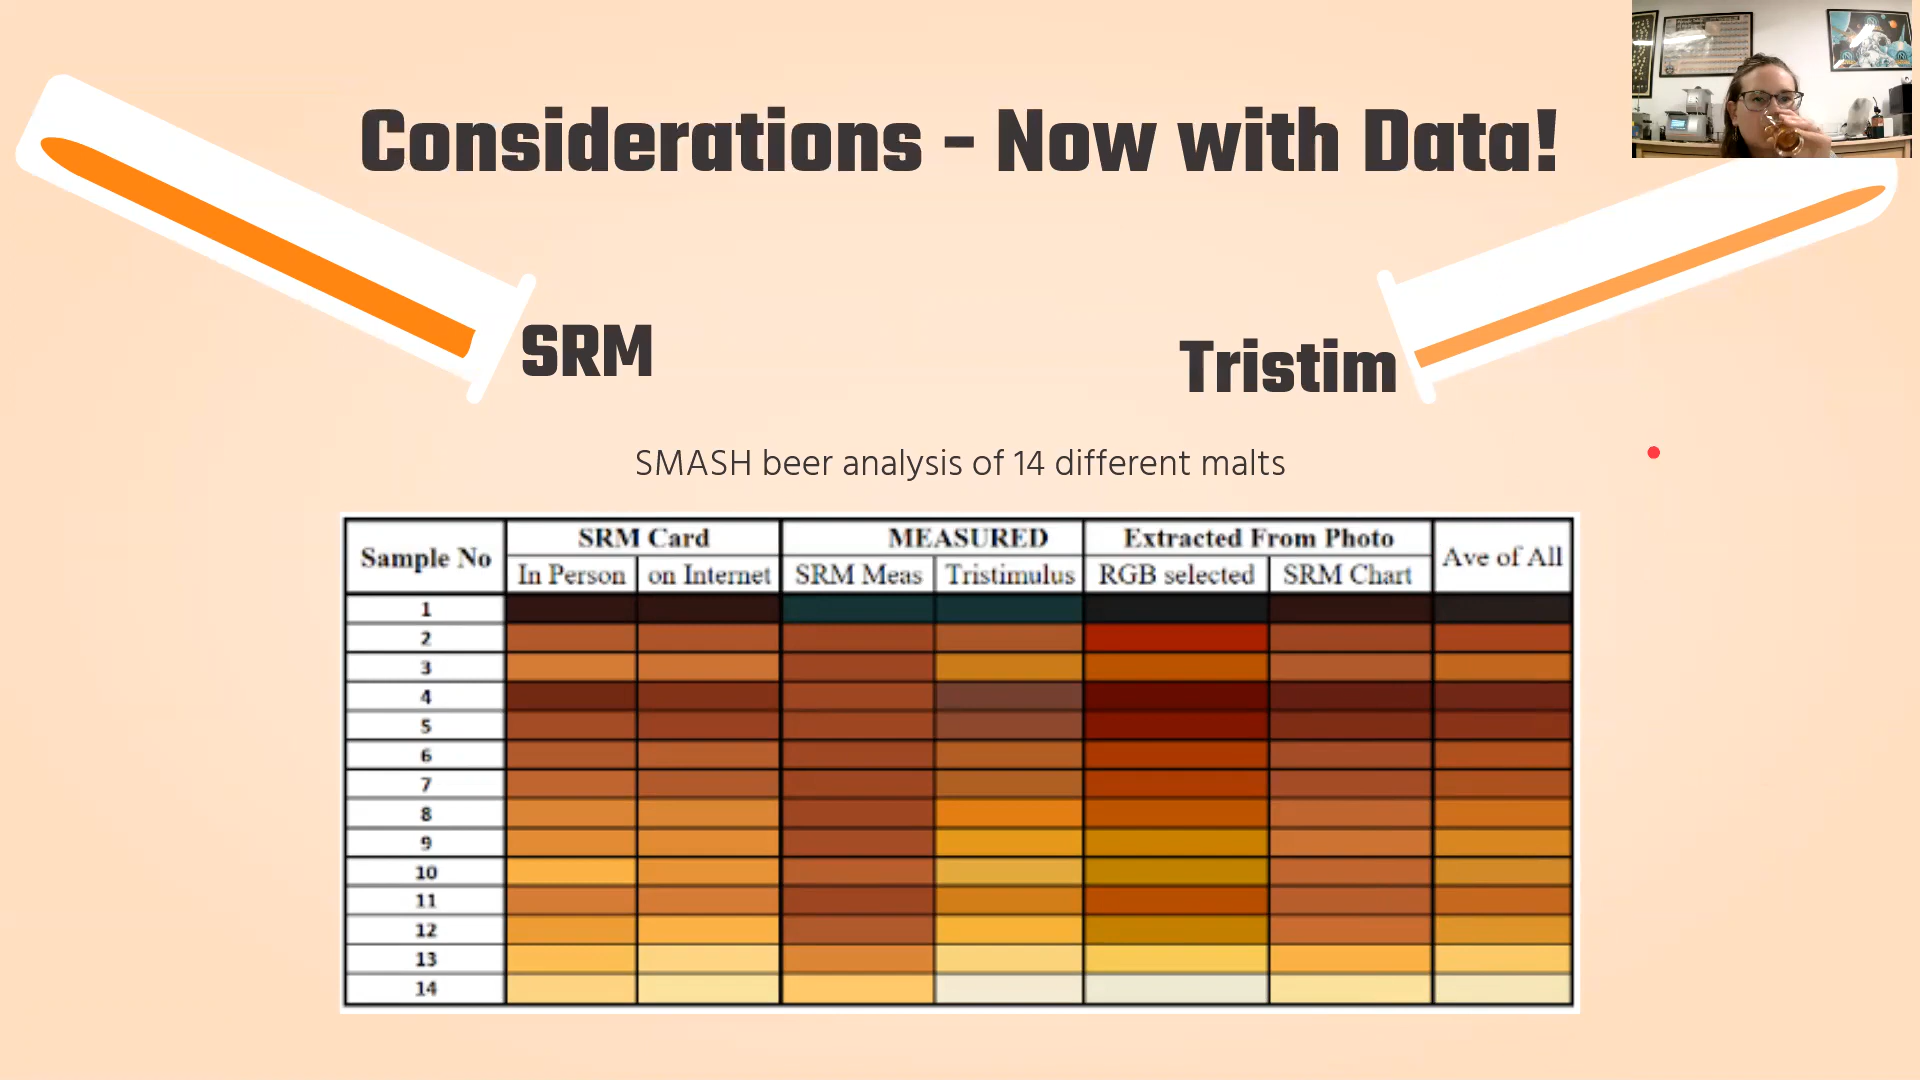 Considerations - Now with Data!
SRM
Tristim
SMASH beer analysis of 14 different malts
Sample No
SRM Card
MEASURED
Extracted From Photo
Ave of All
In Person
on Internet
SRM Meas
Tristimulus
RGB selected
SRM Chart
1
2
3
4
5
6
7
8
9
10
11
12
13
14